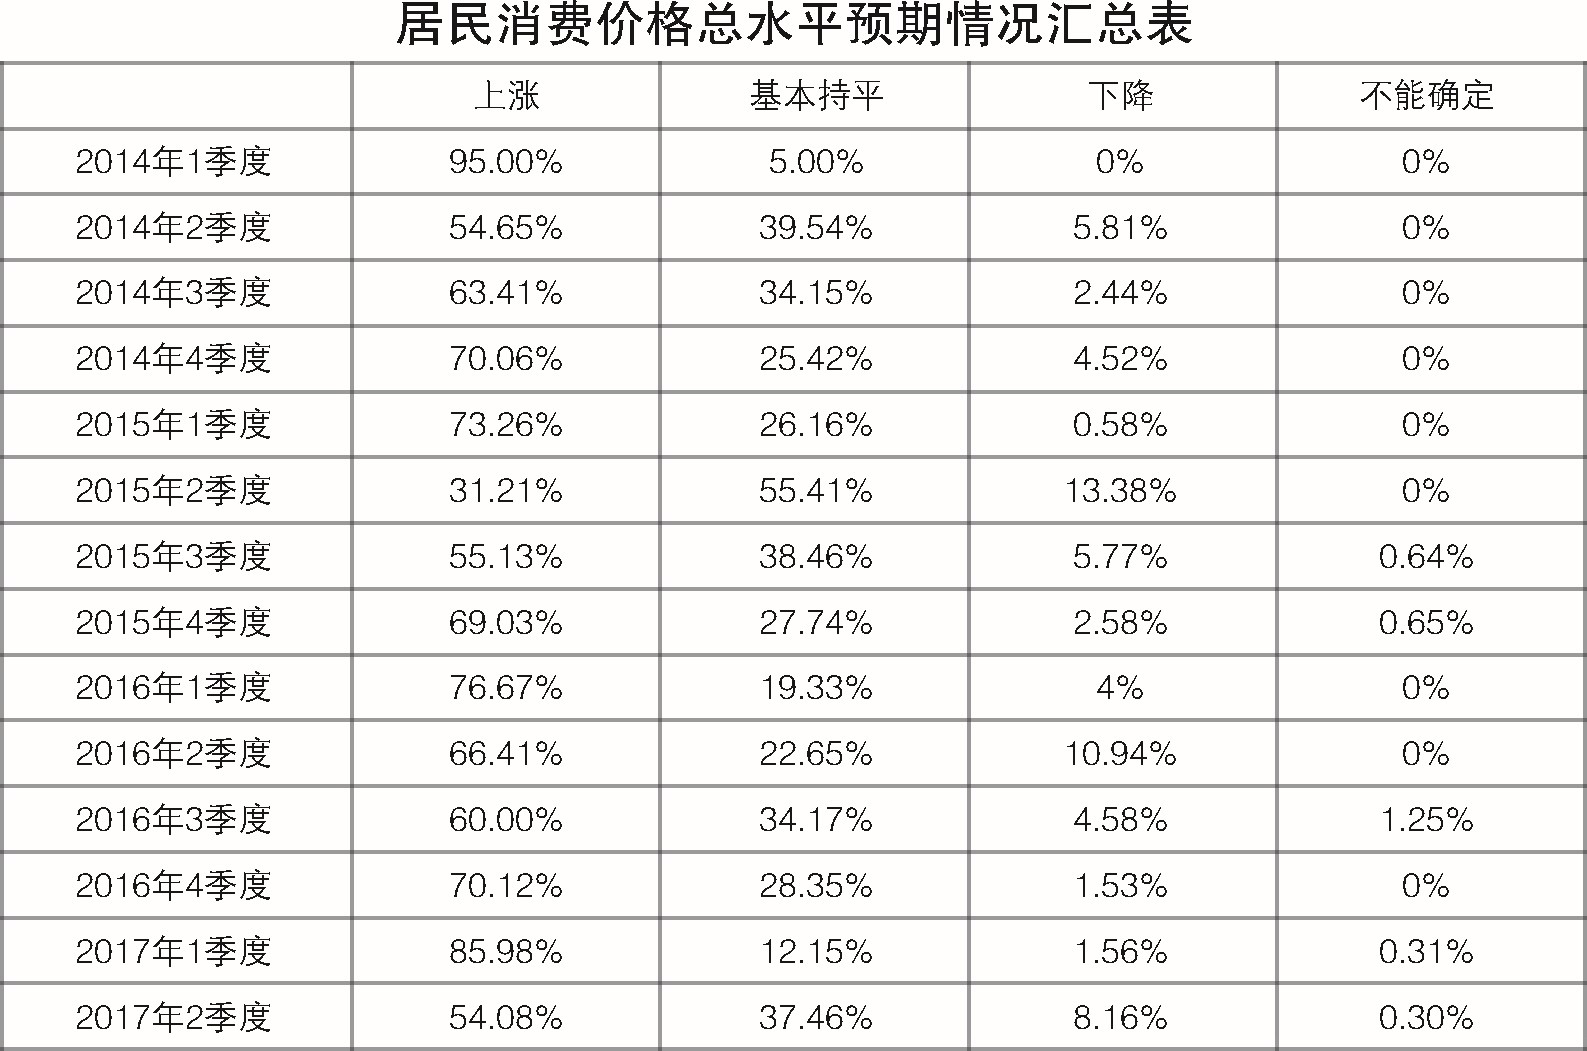 居民消费价格总水平预期情况汇总表
上涨 基本持平 下降 不能确定
2014年1季度 95.00% 5.00% 0% 0%
2014年2季度 54.65% 39.54% 5.81% 0%
2014年3季度 63.41% 34.15% 2.44% 0%
2014年4季度 70.06% 25.42% 4.52% 0%
2015年1季度 73.26% 26.16% 0.58% 0%
2015年2季度 31.21% 55.41% 13.38% 0%
2015年3季度 55.13% 38.46% 5.77% 0.64%
2015年4季度 69.03% 27.74% 2.58% 0.65%
2016年1季度 76.67% 19.33% 4% 0%
2016年2季度 66.41% 22.65% 10.94% 0%
2016年3季度 60.00% 34.17% 4.58% 1.25%
2016年4季度 70.12% 28.35% 1.53% 0%
2017年1季度 85.98% 12.15% 1.56% 0.31%
2017年2季度 54.08% 37.46% 8.16% 0.30%